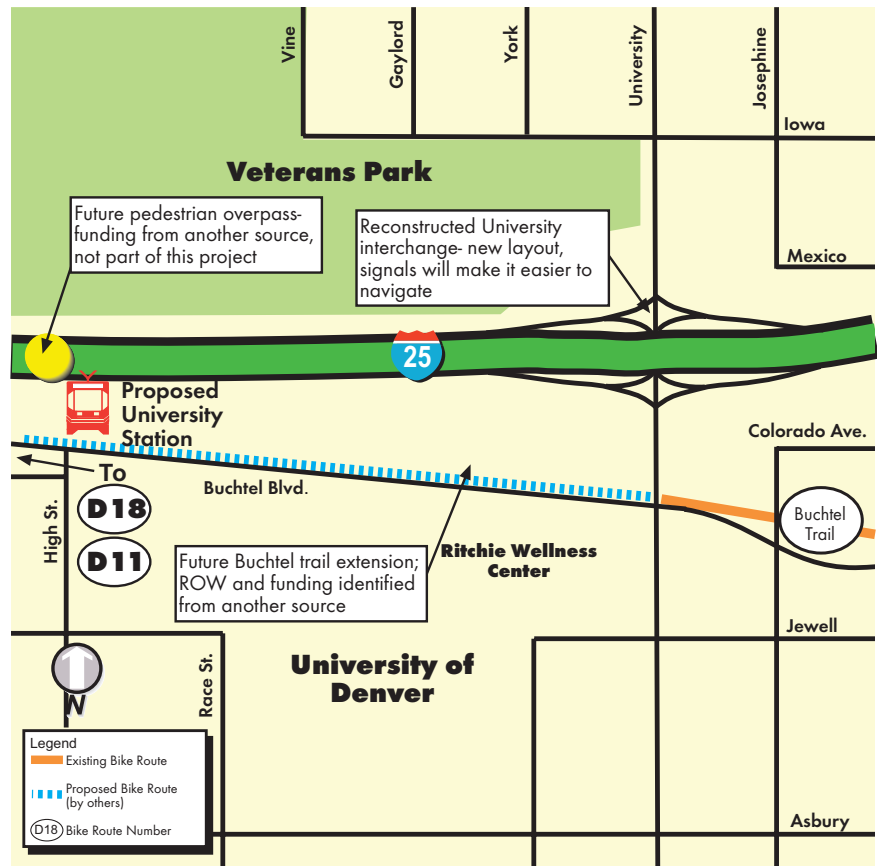 Vine
Gaylord
York
University
Josephine
Iowa
Veterans Park
Future pedestrian overpass-
funding from another source,
not part of this project
Reconstructed University
interchange- new layout,
signals will make it easier to
navigate
Mexico
25
Proposed
University
Station
Colorado Ave.
To
D18
D11
High St.
Buchtel Blvd.
Buchtel
Trail
Future Buchtel trail extension;
ROW and funding identified
from another source
Ritchie Wellness
Center
Jewell
University of
Denver
Race St.
N
Legend
Existing Bike Route
Proposed Bike Route
(by others)
D18 Bike Route Number
Asbury